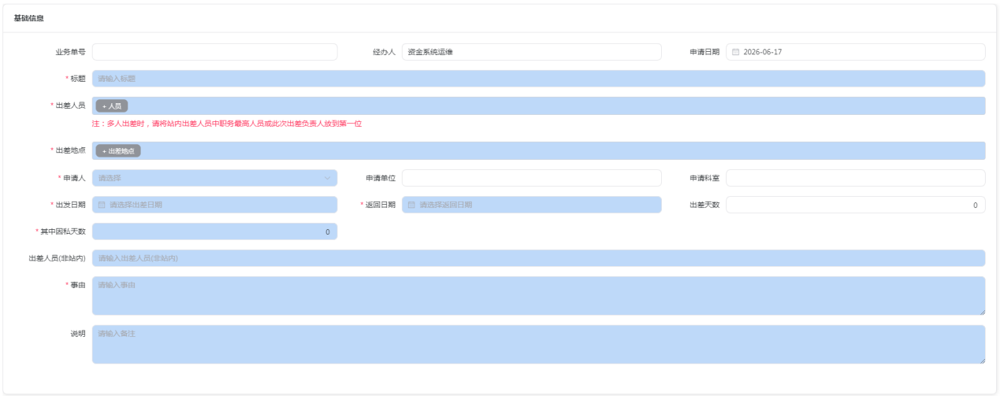 基础信息
业务单号 经办人 资金系统运维 申请日期 2026-06-17
* 标题 请输入标题
* 出差人员 + 人员
注：多人出差时，请将站内出差人员中职务最高人员或此次出差负责人放到第一位
* 出差地点 + 出差地点
* 申请人 请选择 申请单位 申请科室
* 出发日期 请选择出差日期 * 返回日期 请选择返回日期 出差天数 0
* 其中因私天数 0
出差人员(非站内) 请输入出差人员(非站内)
* 事由 请输入事由
说明 请输入备注